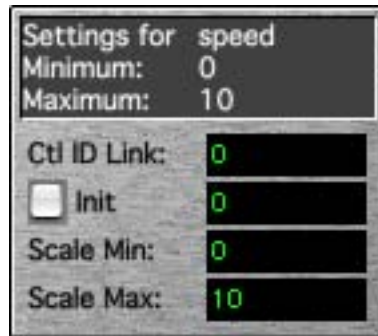 Settings for speed
Minimum: 0
Maximum: 10
Ctl ID Link: 0
Init 0
Scale Min: 0
Scale Max: 10